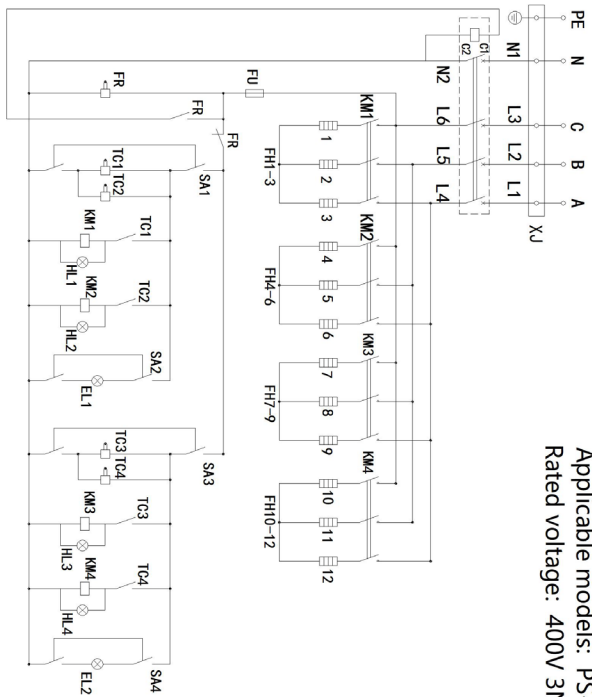 Applicable models: PS
Rated voltage: 400V 3N
PE N C B A
XJ
N1 L3 L2 L1
C1
C2
N2 L6 L5 L4
KM1 KM2 KM3 KM4
1 2 3 4 5 6 7 8 9 10 11 12
FH1-3 FH4-6 FH7-9 FH10-12
FU
FR
FR
FR
SA1 SA3
TC1 TC3
TC2 TC4
TC1 TC3
KM1 KM3
HL1 HL3
TC2 TC4
KM2 KM4
HL2 HL4
SA2 SA4
EL1 EL2